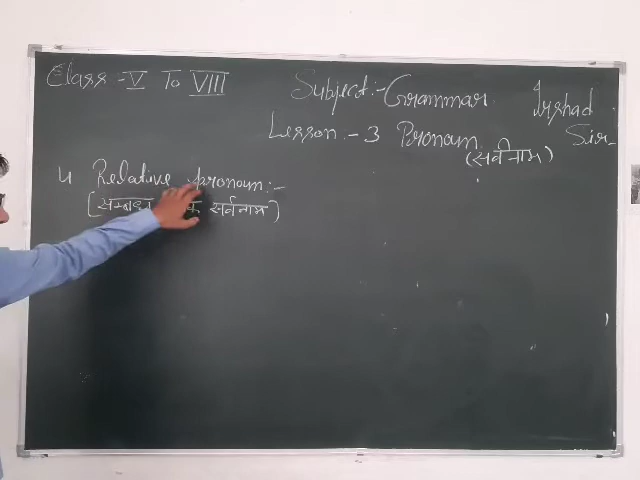 Class - V To VIII
Subject:- Grammar
Irshad Sir-
Lesson - 3 Pronoun
(सर्वनाम)
4 Relative pronoun:-
सर्वनाम)